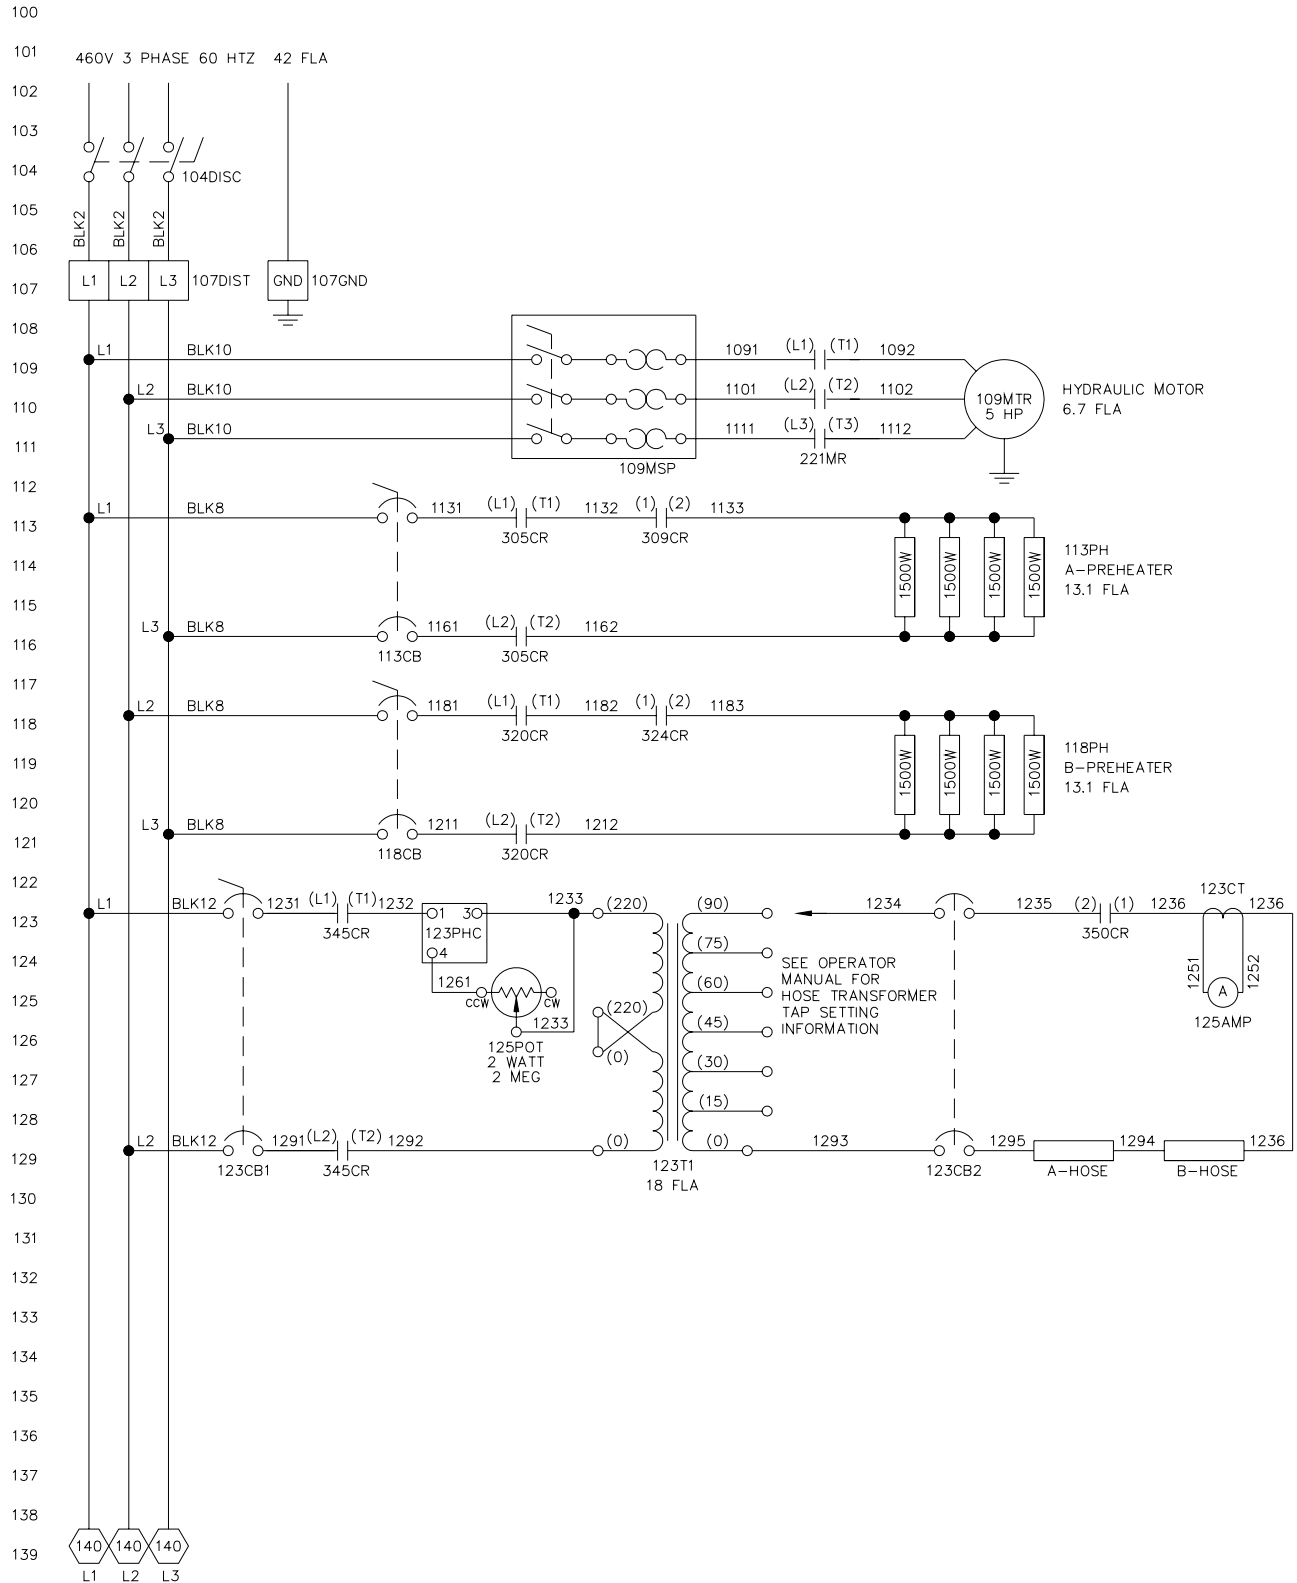 100
101
460V 3 PHASE 60 HTZ 42 FLA
102
103
104
104DISC
105
BLK2 BLK2 BLK2
106
107
L1 L2 L3 107DIST GND 107GND
108
L1 BLK10 1091 (L1) (T1) 1092
109
L2 BLK10 1101 (L2) (T2) 1102
109MTR
5 HP
HYDRAULIC MOTOR
6.7 FLA
110
L3 BLK10 1111 (L3) (T3) 1112
111
109MSP
221MR
112
L1 BLK8 1131 (L1) (T1) 1132 (1) (2) 1133
113
305CR 309CR
114
1500W 1500W 1500W 1500W
113PH
A-PREHEATER
13.1 FLA
115
L3 BLK8 1161 (L2) (T2) 1162
116
113CB 305CR
117
L2 BLK8 1181 (L1) (T1) 1182 (1) (2) 1183
118
320CR 324CR
119
1500W 1500W 1500W 1500W
118PH
B-PREHEATER
13.1 FLA
120
L3 BLK8 1211 (L2) (T2) 1212
121
118CB 320CR
122
123CT
L1 BLK12 1231 (L1) (T1) 1232 1 3 1233 (220) (90) 1234 1235 (2) (1) 1236 1236
123
345CR 123PHC 350CR
124
4 (75)
SEE OPERATOR
MANUAL FOR
HOSE TRANSFORMER
TAP SETTING
INFORMATION
1261 (60) 1251 A 1252
125
CCW CW (220)
1233 (45) 125AMP
126
125POT
2 WATT
2 MEG
(0) (30)
127
(15)
128
L2 BLK12 1291 (L2) (T2) 1292 (0) (0) 1293 1295 1294 1236
129
123CB1 345CR 123T1 123CB2 A-HOSE B-HOSE
18 FLA
130
131
132
133
134
135
136
137
138
139
140 140 140
L1 L2 L3